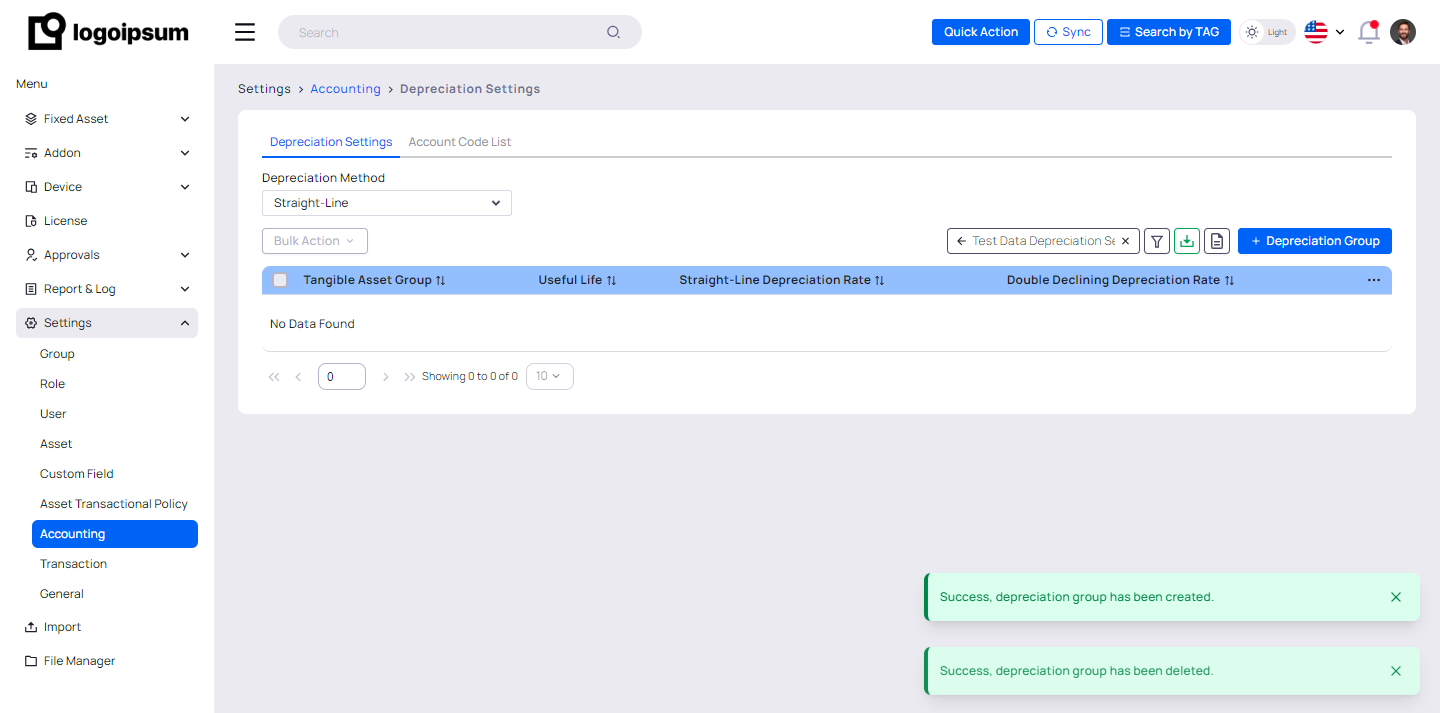 logoipsum
Search
Quick Action
Sync
Search by TAG
Light
Menu
Fixed Asset
Addon
Device
License
Approvals
Report & Log
Settings
Group
Role
User
Asset
Custom Field
Asset Transactional Policy
Accounting
Transaction
General
Import
File Manager
Settings > Accounting > Depreciation Settings
Depreciation Settings
Account Code List
Depreciation Method
Straight-Line
Bulk Action
Test Data Depreciation Se
+ Depreciation Group
Tangible Asset Group
Useful Life
Straight-Line Depreciation Rate
Double Declining Depreciation Rate
...
No Data Found
0
Showing 0 to 0 of 0
10
Success, depreciation group has been created.
Success, depreciation group has been deleted.